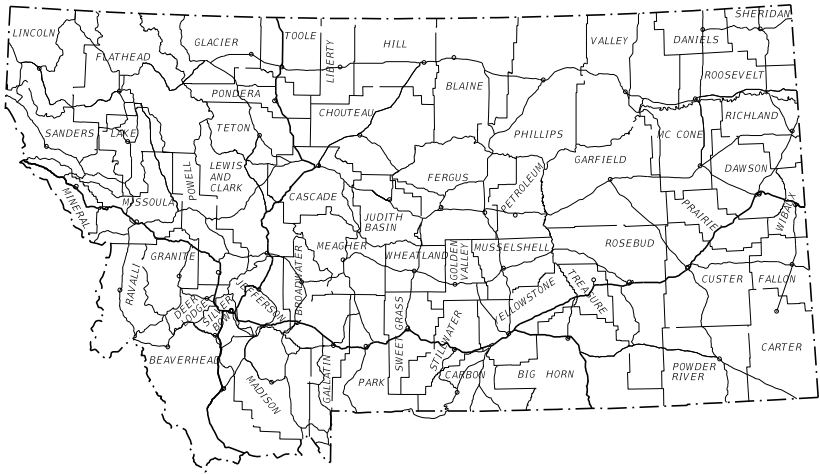 SHERIDAN
LINCOLN
GLACIER
TOOLE
LIBERTY
HILL
VALLEY
DANIELS
FLATHEAD
ROOSEVELT
BLAINE
PONDERA
CHOUTEAU
RICHLAND
SANDERS
LAKE
TETON
PHILLIPS
MC CONE
GARFIELD
DAWSON
LEWIS
AND
CLARK
POWELL
FERGUS
PETROLEUM
CASCADE
MINERAL
MISSOULA
JUDITH
BASIN
PRAIRIE
WIBAUX
MEAGHER
WHEATLAND
GOLDEN
VALLEY
MUSSELSHELL
ROSEBUD
GRANITE
BROADWATER
RAVALLI
CUSTER
FALLON
TREASURE
JEFFERSON
DEER
LODGE
SILVER
BOW
YELLOWSTONE
SWEET GRASS
STILLWATER
CARTER
BEAVERHEAD
GALLATIN
MADISON
PARK
CARBON
BIG HORN
POWDER
RIVER